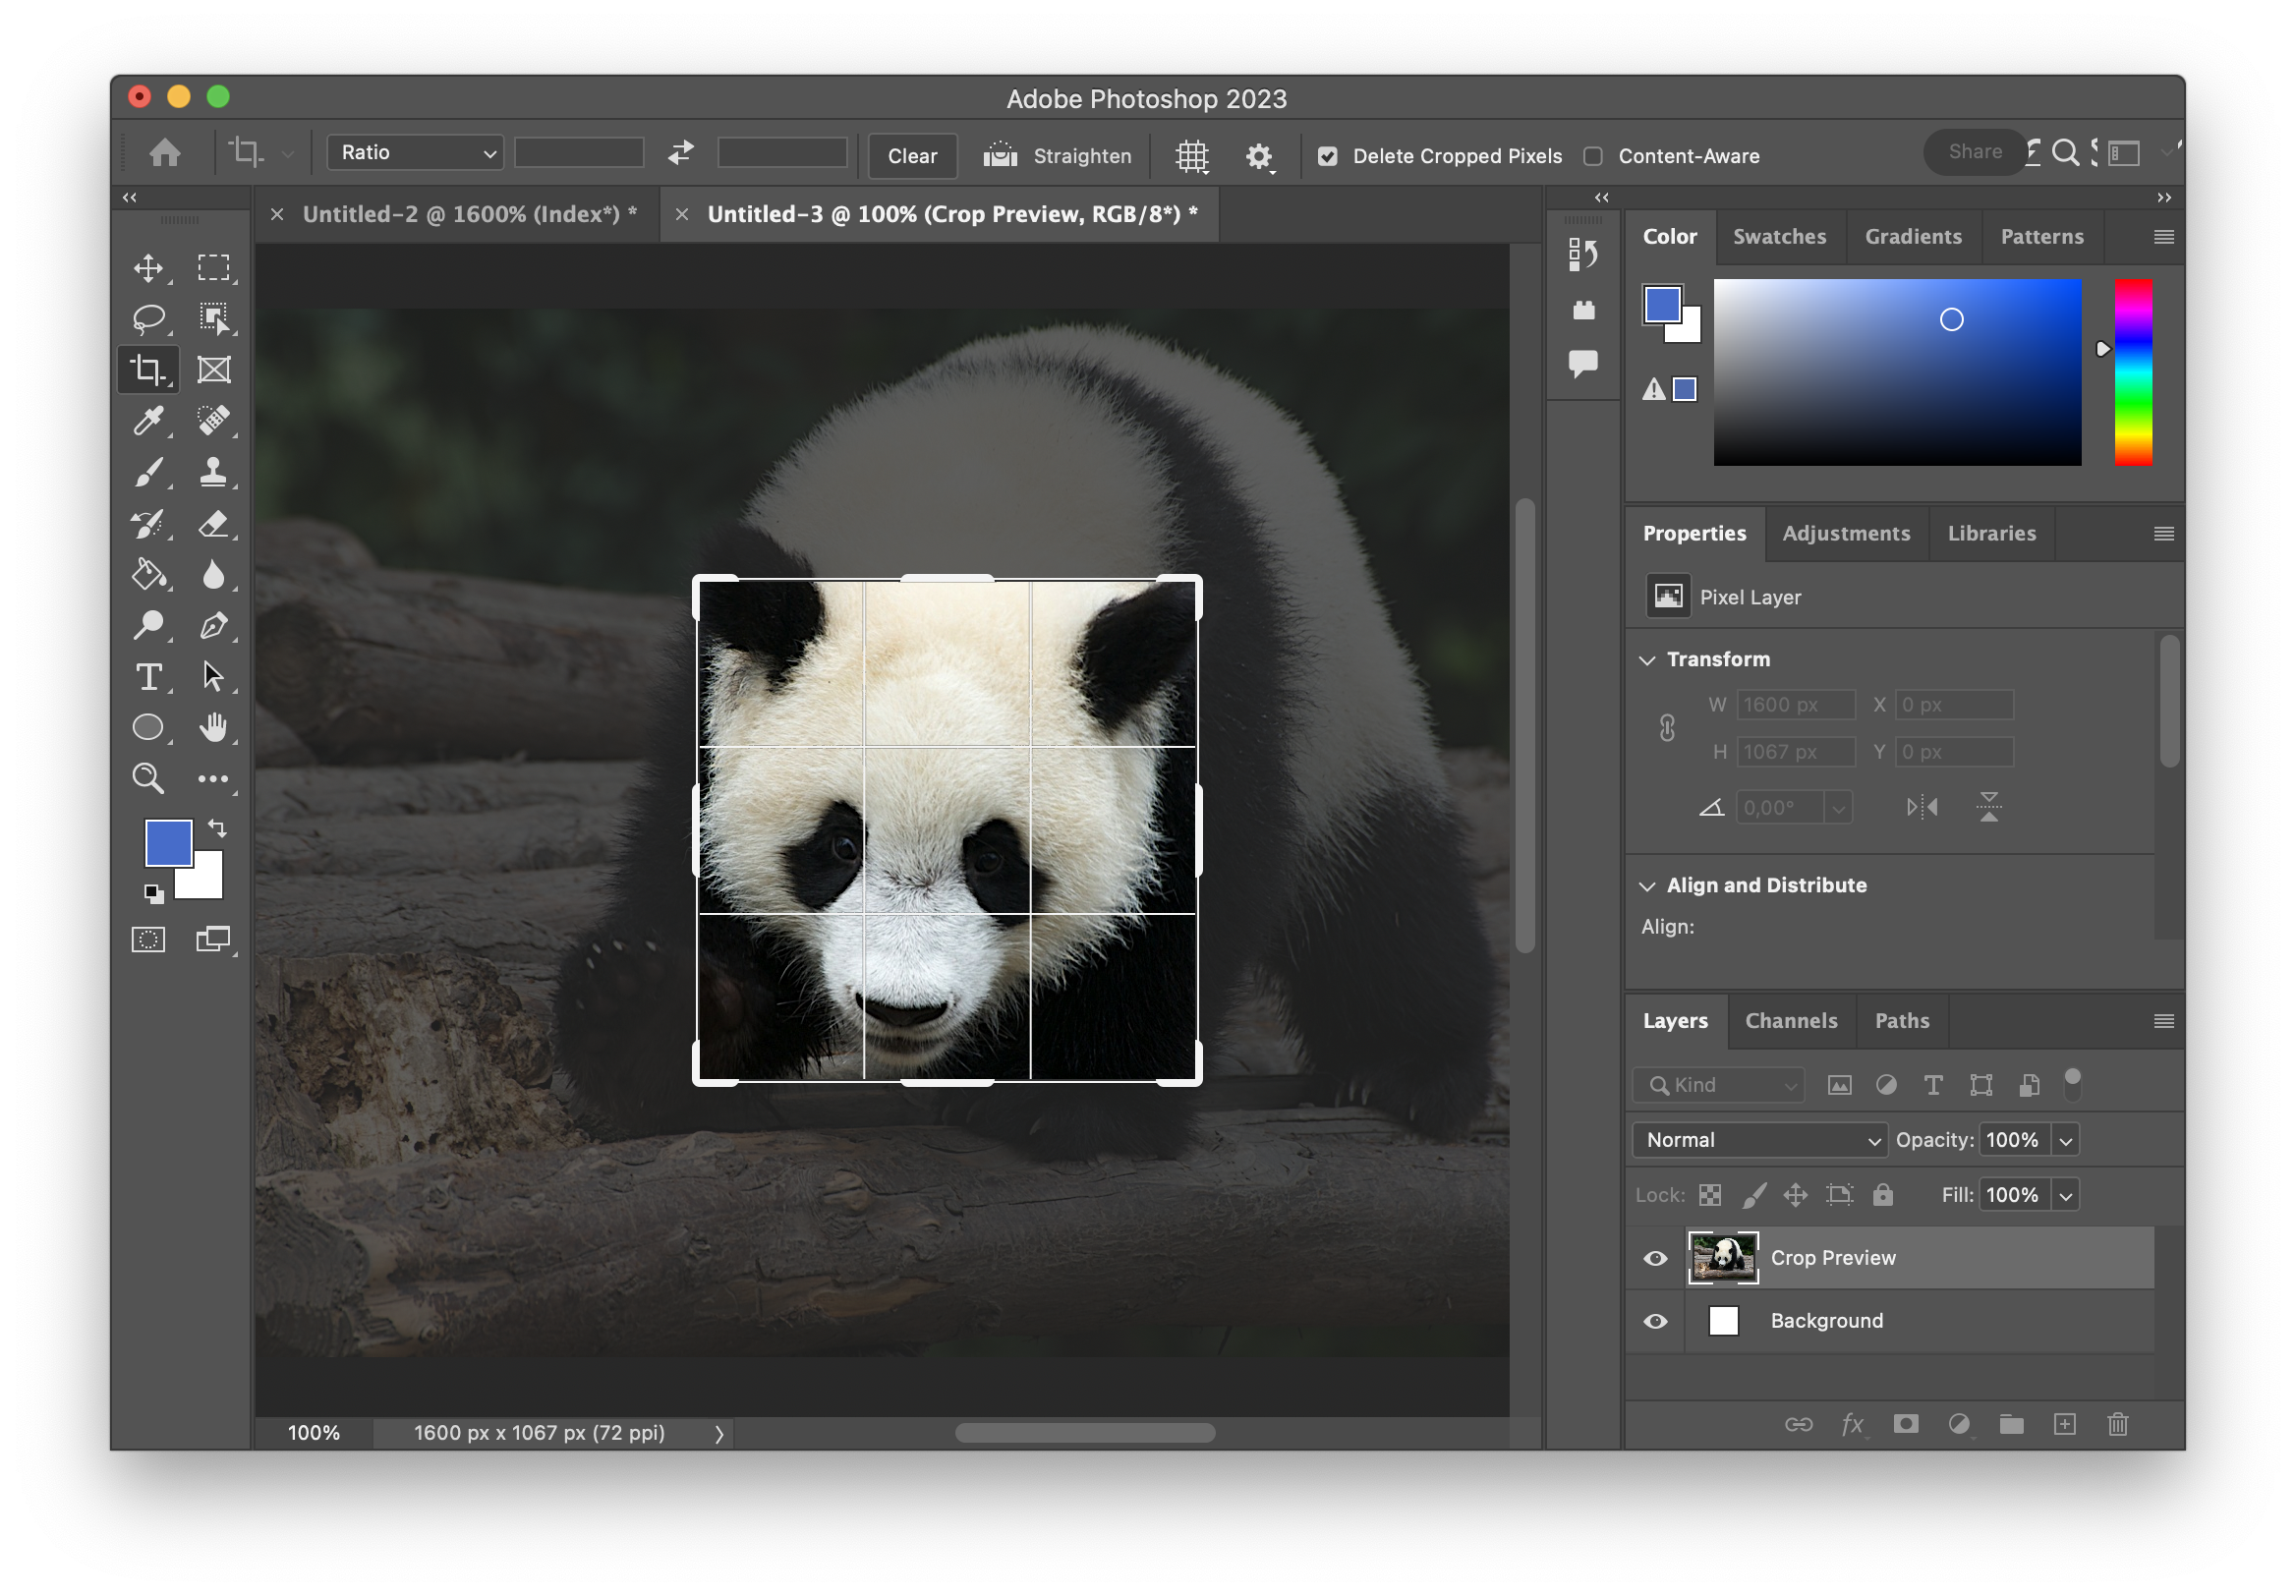 Adobe Photoshop 2023
Ratio
Clear
Straighten
Delete Cropped Pixels
Content-Aware
Share
Untitled-2 @ 1600% (Index*) *
Untitled-3 @ 100% (Crop Preview, RGB/8*) *
Color
Swatches
Gradients
Patterns
Properties
Adjustments
Libraries
Pixel Layer
Transform
W 1600 px X 0 px
H 1067 px Y 0 px
0,00°
Align and Distribute
Align:
Layers
Channels
Paths
Kind
Normal
Opacity: 100%
Lock:
Fill: 100%
Crop Preview
Background
fx
100%
1600 px x 1067 px (72 ppi)